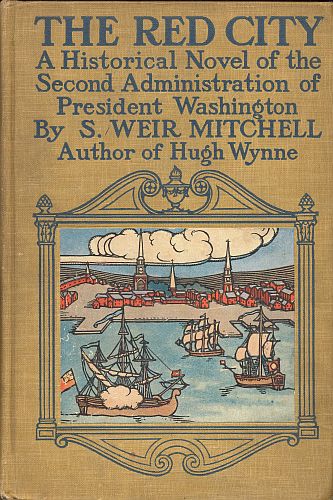 THE RED CITY
A Historical Novel of the
Second Administration of
President Washington
By S. WEIR MITCHELL
Author of Hugh Wynne